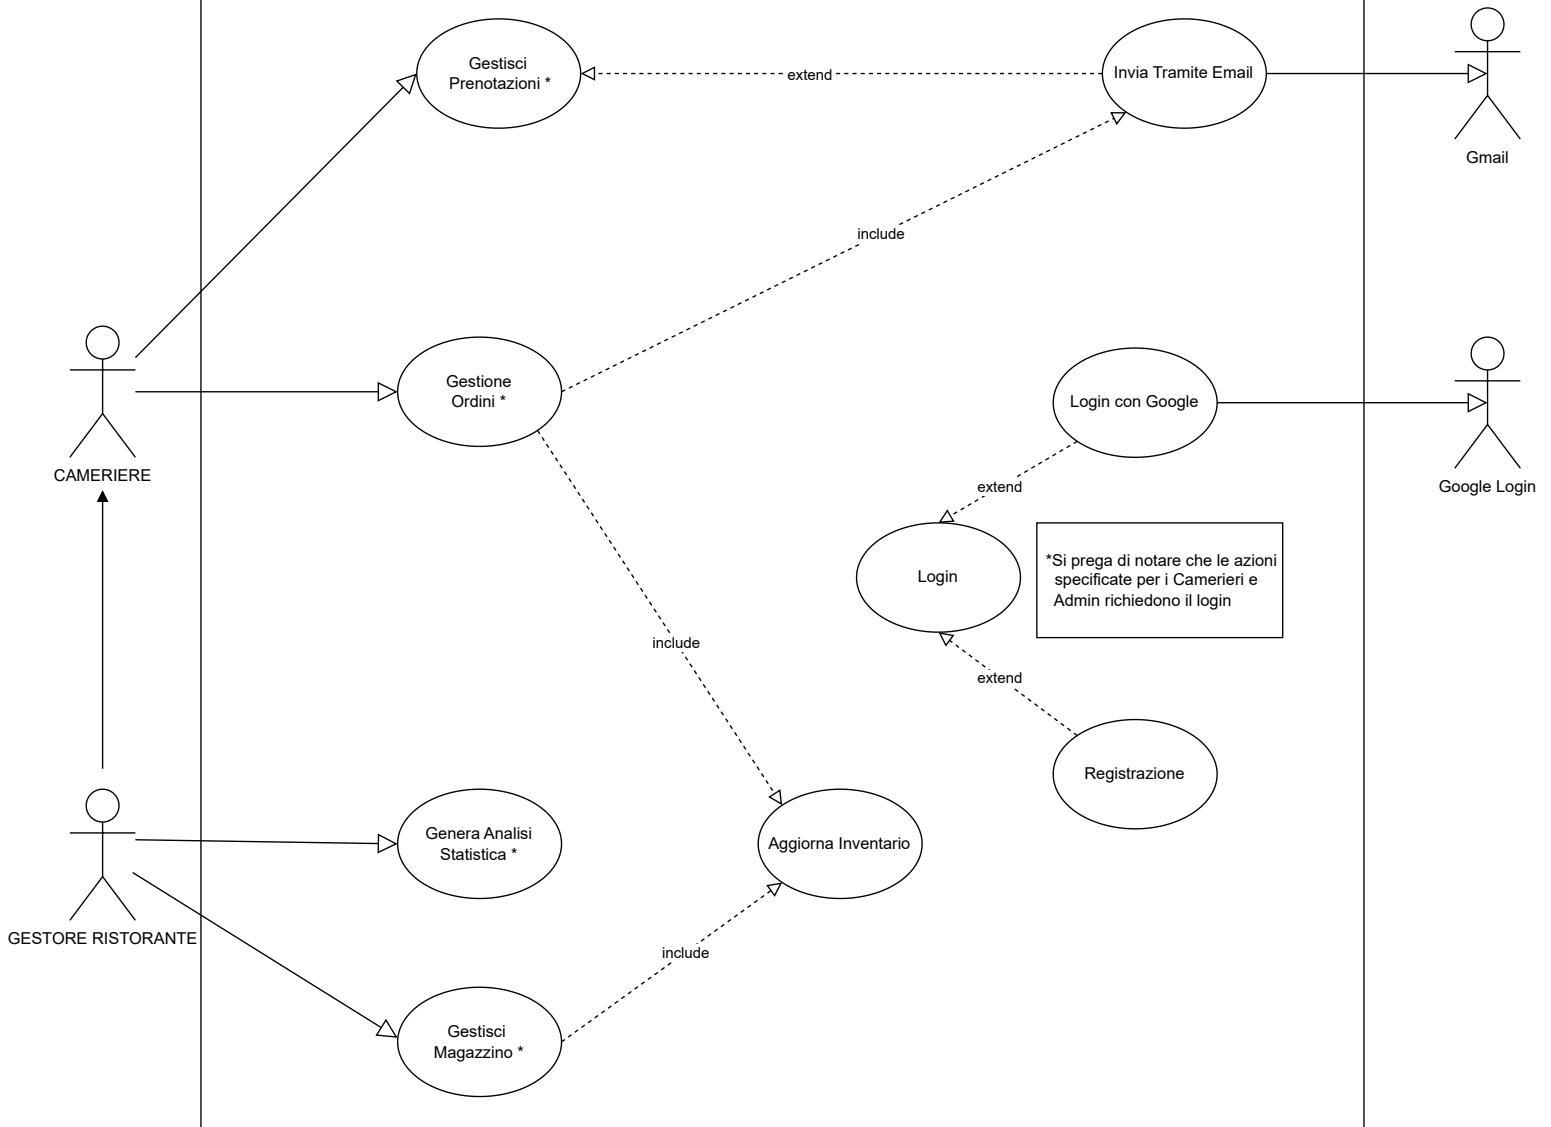 Gestisci
Prenotazioni *
extend
Invia Tramite Email
Gmail
include
Gestione
Ordini *
CAMERIERE
Login con Google
Google Login
extend
Login
*Si prega di notare che le azioni
specificate per i Camerieri e
Admin richiedono il login
include
extend
Registrazione
Genera Analisi
Statistica *
Aggiorna Inventario
GESTORE RISTORANTE
include
Gestisci
Magazzino *